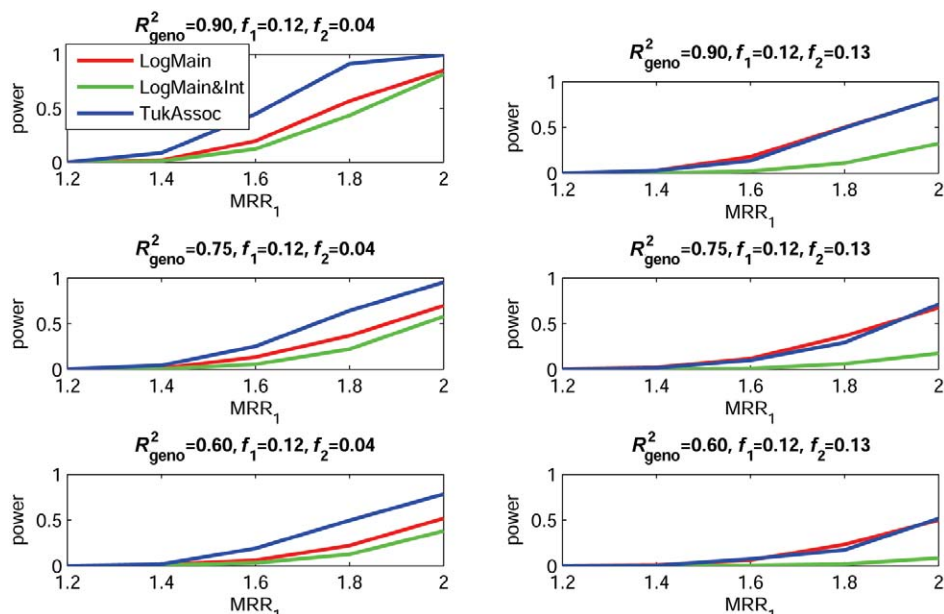 R²geno=0.90, f1=0.12, f2=0.04
LogMain
LogMain&Int
TukAssoc
power
1
0.5
0
1.2 1.4 1.6 1.8 2
MRR1
R²geno=0.90, f1=0.12, f2=0.13
power
1
0.5
0
1.2 1.4 1.6 1.8 2
MRR1
R²geno=0.75, f1=0.12, f2=0.04
power
1
0.5
0
1.2 1.4 1.6 1.8 2
MRR1
R²geno=0.75, f1=0.12, f2=0.13
power
1
0.5
0
1.2 1.4 1.6 1.8 2
MRR1
R²geno=0.60, f1=0.12, f2=0.04
power
1
0.5
0
1.2 1.4 1.6 1.8 2
MRR1
R²geno=0.60, f1=0.12, f2=0.13
power
1
0.5
0
1.2 1.4 1.6 1.8 2
MRR1